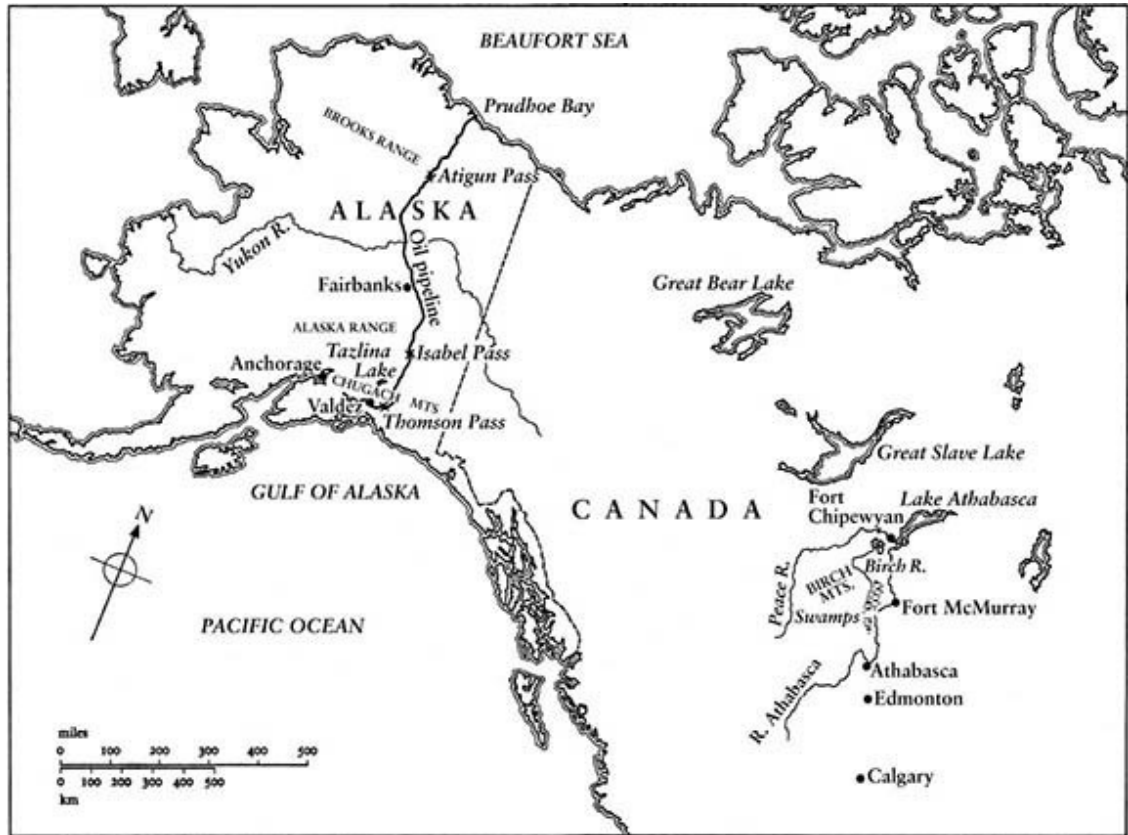 BEAUFORT SEA
Prudhoe Bay
BROOKS RANGE
Atigun Pass
ALASKA
Yukon R.
Oil pipeline
Fairbanks
Great Bear Lake
ALASKA RANGE
Tazlina
Lake
Isabel Pass
Anchorage
CHUGACH MTS
Valdez
Thomson Pass
Great Slave Lake
GULF OF ALASKA
CANADA
Fort
Chipewyan
Lake Athabasca
N
Peace R.
Birch R.
BIRCH
MTS.
Swamps
Fort McMurray
PACIFIC OCEAN
Athabasca
R. Athabasca
Edmonton
Calgary
miles
0 100 200 300 500
0 100 200 300 400 500
km